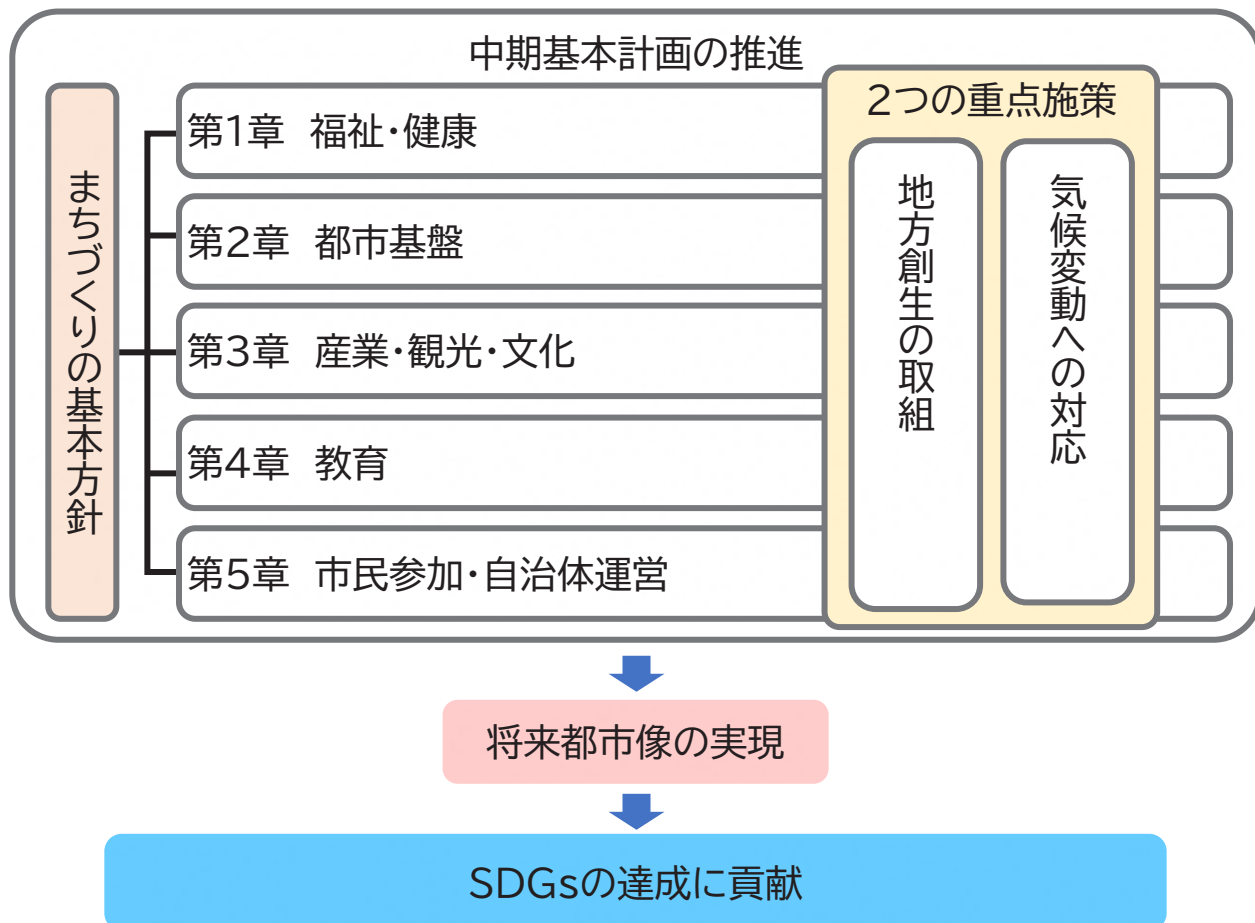 中期基本計画の推進
まちづくりの基本方針
第1章 福祉・健康
第2章 都市基盤
第3章 産業・観光・文化
第4章 教育
第5章 市民参加・自治体運営
2つの重点施策
地方創生の取組
気候変動への対応
将来都市像の実現
SDGsの達成に貢献